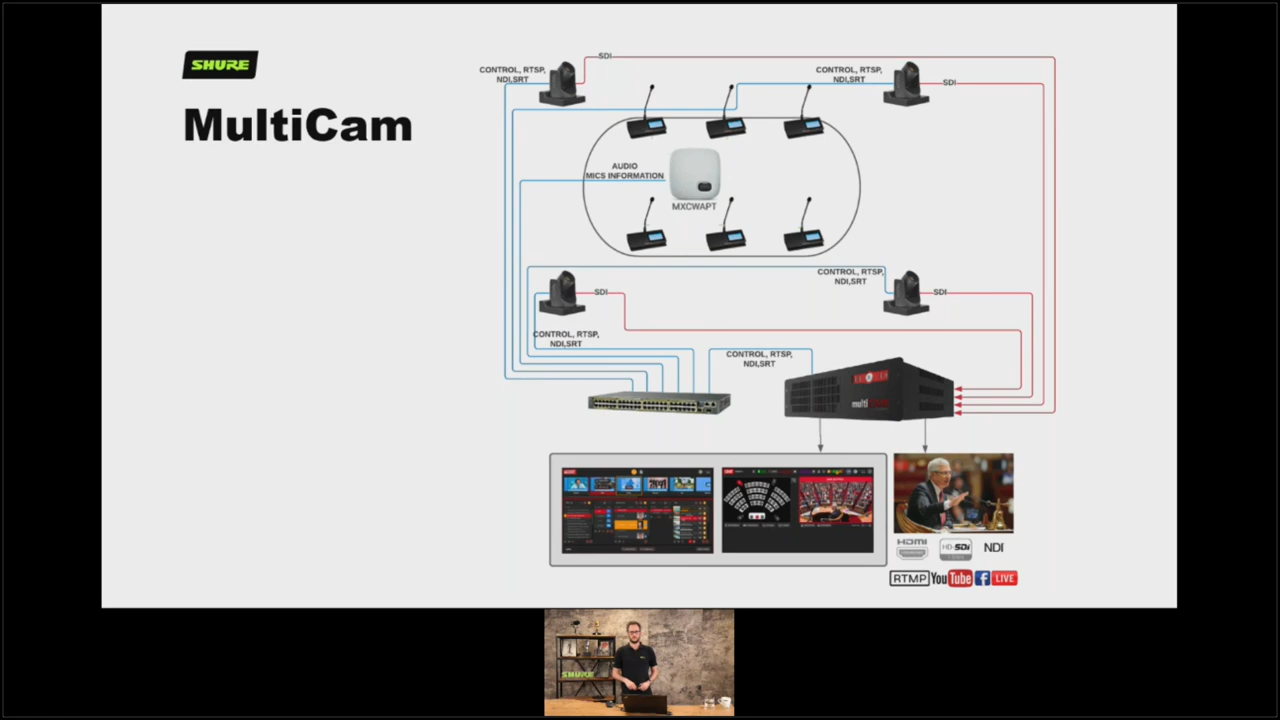 SHURE
MultiCam
SDI
CONTROL, RTSP,
NDI,SRT
CONTROL, RTSP,
NDI,SRT
SDI
AUDIO
MICS INFORMATION
MXCWAPT
SDI
CONTROL, RTSP,
NDI,SRT
SDI
CONTROL, RTSP,
NDI,SRT
CONTROL, RTSP,
NDI,SRT
multi
HDMI
HD-SDI
NDI
RTMP
YouTube
f LIVE
SHURE